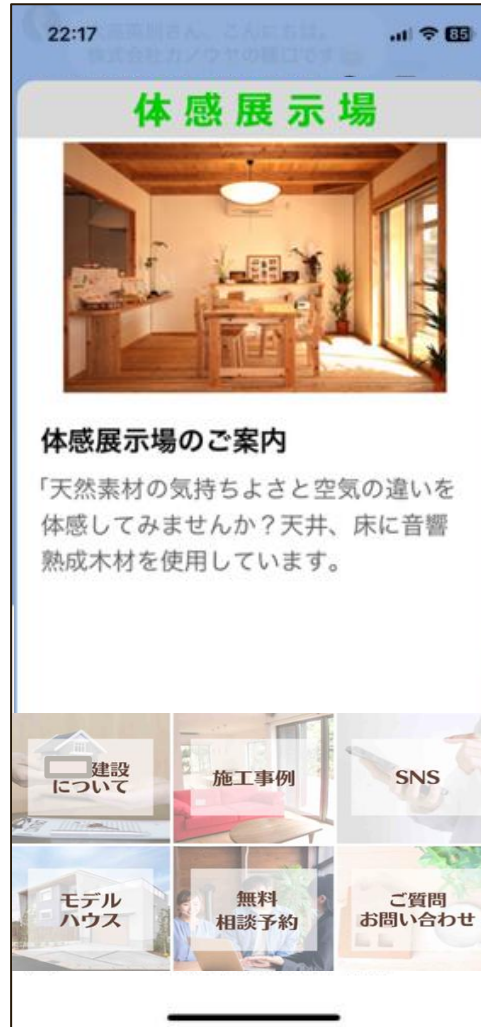 22:17
85
体感展示場
体感展示場のご案内
「天然素材の気持ちよさと空気の違いを
体感してみませんか?天井、床に音響
熟成木材を使用しています。
建設
について
施工事例
SNS
モデル
ハウス
無料
相談予約
ご質問
お問い合わせ